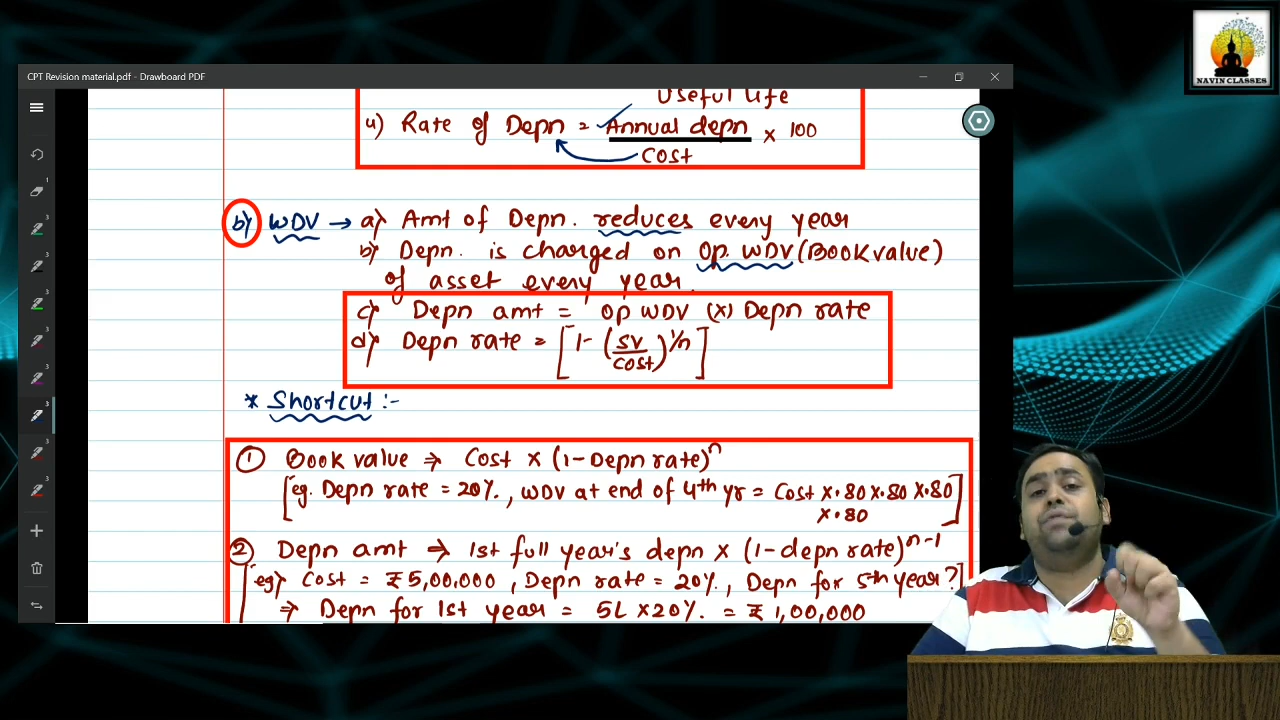 NAVIN CLASSES
CPT Revision material.pdf - Drawboard PDF
Useful life
4) Rate of Depn = Annual depn x 100
Cost
b) WDV → a) Amt of Depn. reduces every year
b) Depn. is charged on Op. WDV (Book value)
of asset every year.
c) Depn amt = Op WDV (x) Depn rate
d) Depn rate = [1 - (SV/Cost)^1/n]
* Shortcut :-
① Book value ⇒ Cost x (1-Depn rate)^n
[eg. Depn rate = 20%, WDV at end of 4th yr = Cost x .80 x .80 x .80
x .80]
② Depn amt ⇒ 1st full year's depn x (1-depn rate)^n-1
[eg) Cost = ₹5,00,000, Depn rate = 20%, Depn for 5th year?]
⇒ Depn for 1st year = 5L x 20% = ₹1,00,000